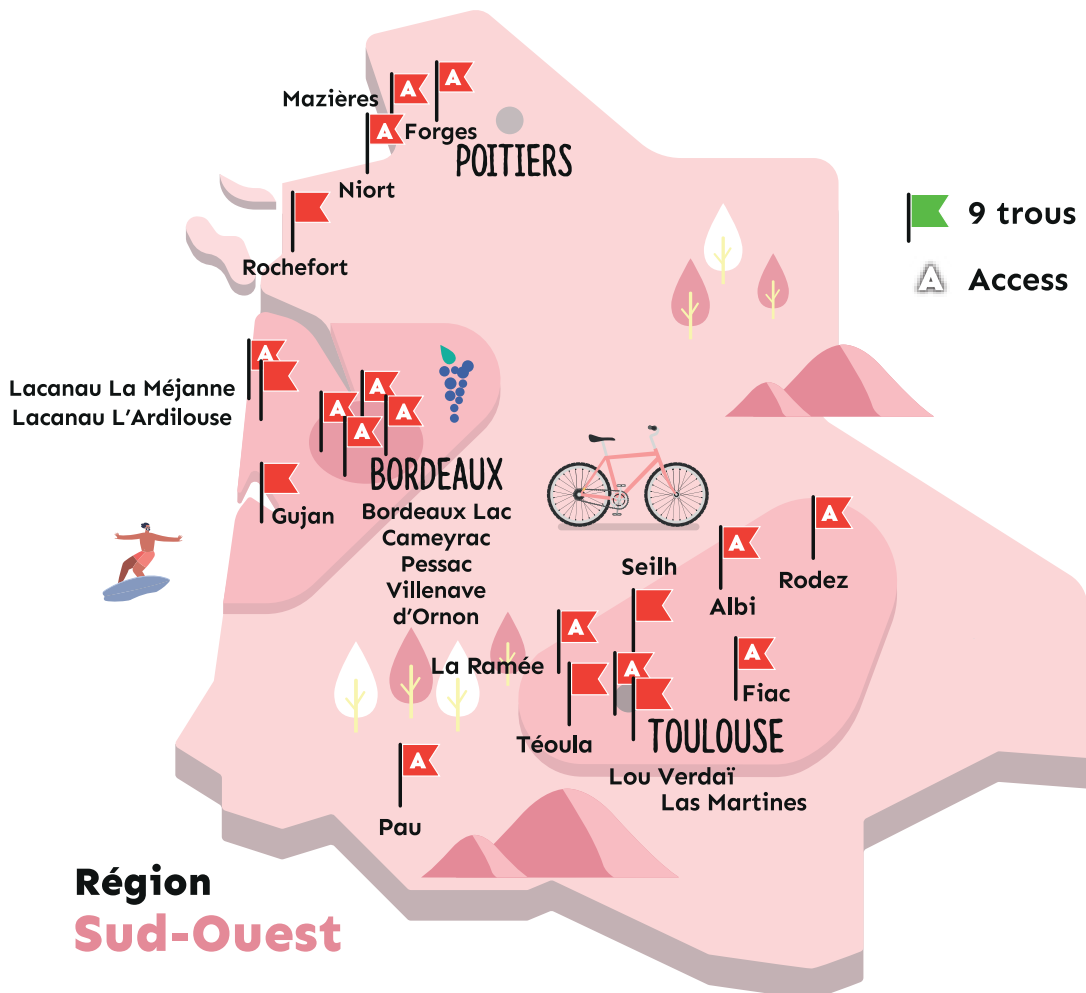 A
A
Mazières
A
Forges
POITIERS
Niort
9 trous
Rochefort
A
Access
A
Lacanau La Méjanne
Lacanau L'Ardilouse
A
A
A
A
BORDEAUX
Gujan
Bordeaux Lac
Cameyrac
Pessac
Villenave
d'Ornon
A
Rodez
A
Albi
Seilh
A
La Ramée
A
Fiac
A
Téoula
TOULOUSE
Lou Verdaï
Las Martines
A
Pau
Région
Sud-Ouest